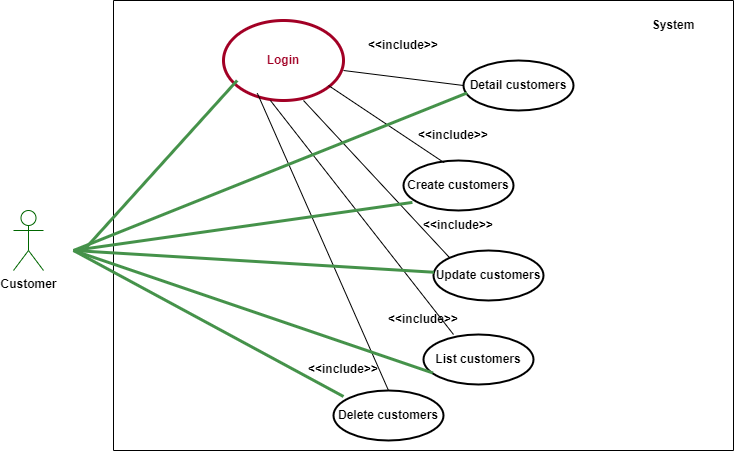 System
<<include>>
Login
Detail customers
<<include>>
Create customers
<<include>>
Update customers
Customer
<<include>>
List customers
<<include>>
Delete customers